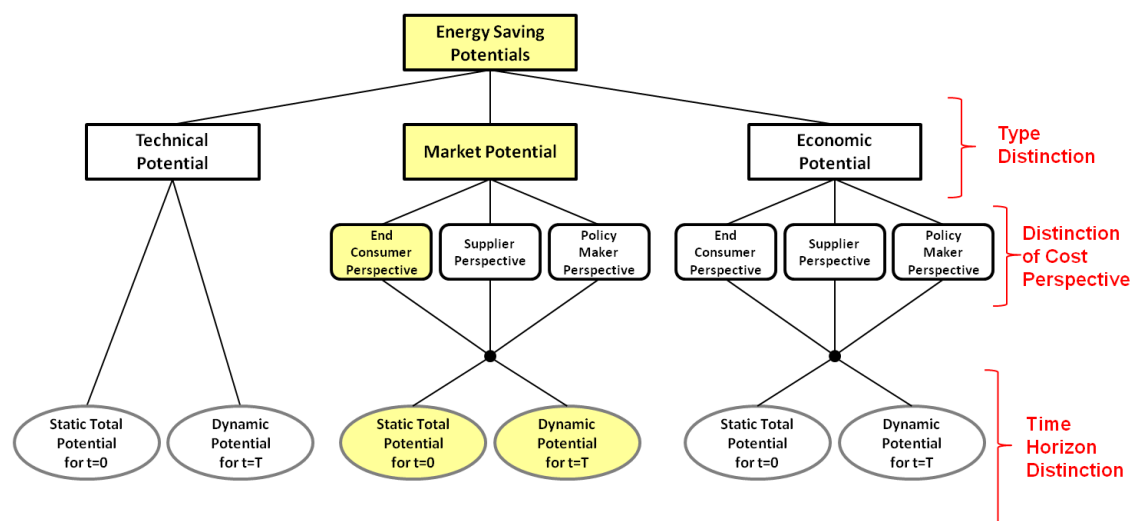 Energy Saving
Potentials
Technical
Potential
Market Potential
Economic
Potential
Type
Distinction
End
Consumer
Perspective
Supplier
Perspective
Policy
Maker
Perspective
End
Consumer
Perspective
Supplier
Perspective
Policy
Maker
Perspective
Distinction
of Cost
Perspective
Static Total
Potential
for t=0
Dynamic
Potential
for t=T
Static Total
Potential
for t=0
Dynamic
Potential
for t=T
Static Total
Potential
for t=0
Dynamic
Potential
for t=T
Time
Horizon
Distinction